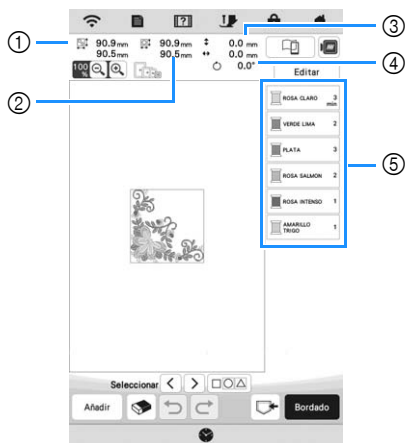 ①
③
90.9mm 90.9mm 0.0 mm
90.5mm 90.5mm 0.0 mm
0.0°
100 %
④
②
Editar
ROSA CLARO 3 min
VERDE LIMA 2
PLATA 3
ROSA SALMON 2
ROSA INTENSO 1
AMARILLO TRIGO 1
⑤
Seleccionar
Añadir
Bordado